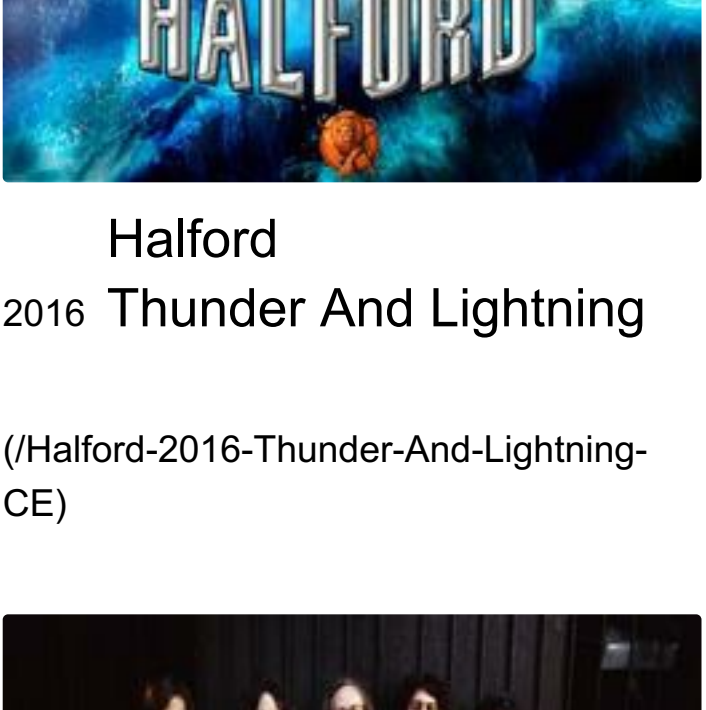 HALFORD
Halford
2016 Thunder And Lightning
(/Halford-2016-Thunder-And-Lightning-
CE)